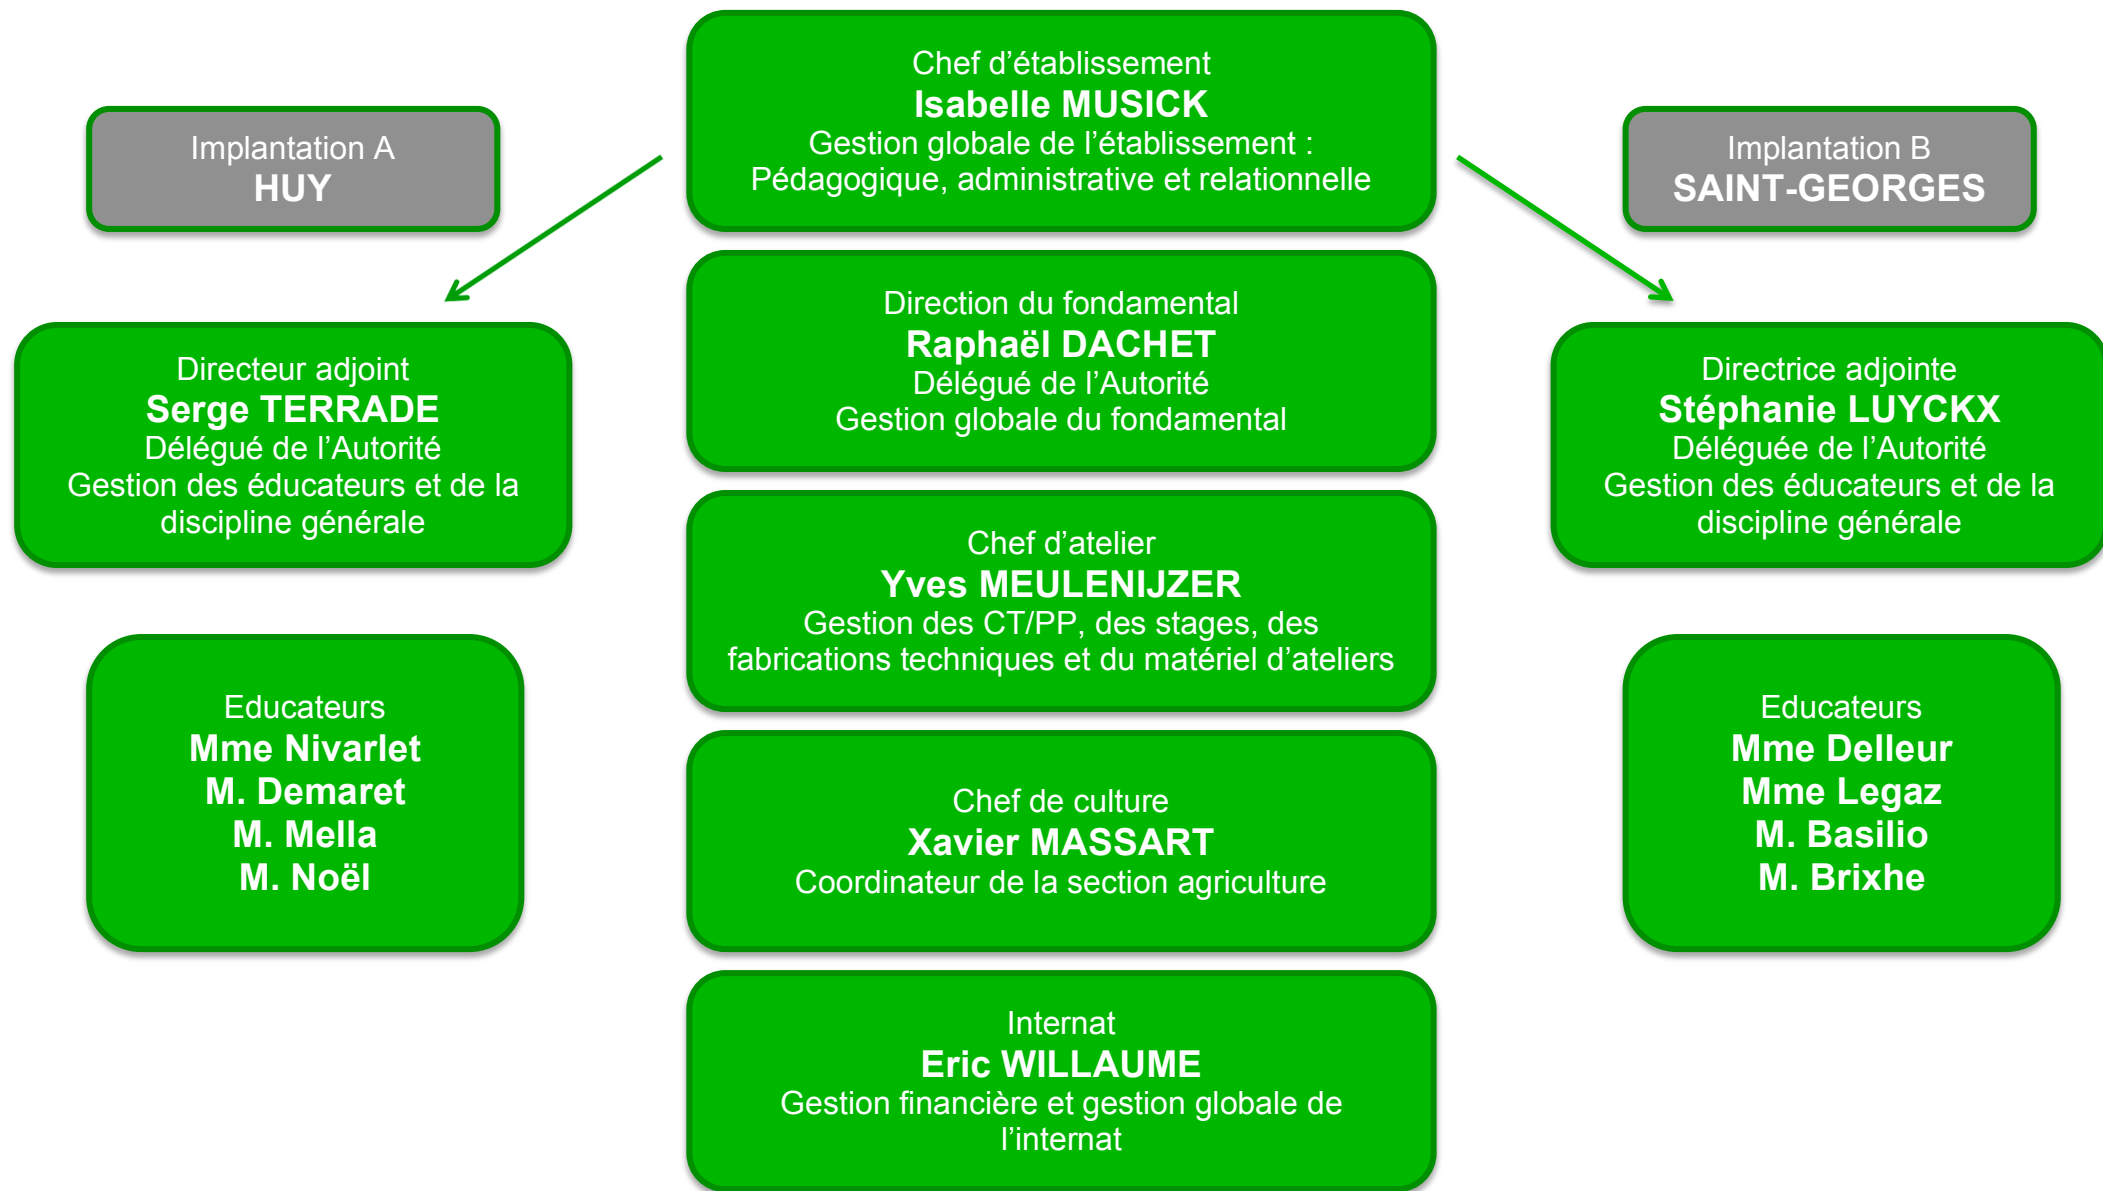 Chef d’établissement
Isabelle MUSICK
Gestion globale de l’établissement :
Pédagogique, administrative et relationnelle
Implantation A
HUY
Implantation B
SAINT-GEORGES
Direction du fondamental
Raphaël DACHET
Délégué de l’Autorité
Gestion globale du fondamental
Directeur adjoint
Serge TERRADE
Délégué de l’Autorité
Gestion des éducateurs et de la
discipline générale
Directrice adjointe
Stéphanie LUYCKX
Déléguée de l’Autorité
Gestion des éducateurs et de la
discipline générale
Chef d’atelier
Yves MEULENIJZER
Gestion des CT/PP, des stages, des
fabrications techniques et du matériel d’ateliers
Educateurs
Mme Nivarlet
M. Demaret
M. Mella
M. Noël
Educateurs
Mme Delleur
Mme Legaz
M. Basilio
M. Brixhe
Chef de culture
Xavier MASSART
Coordinateur de la section agriculture
Internat
Eric WILLAUME
Gestion financière et gestion globale de
l’internat